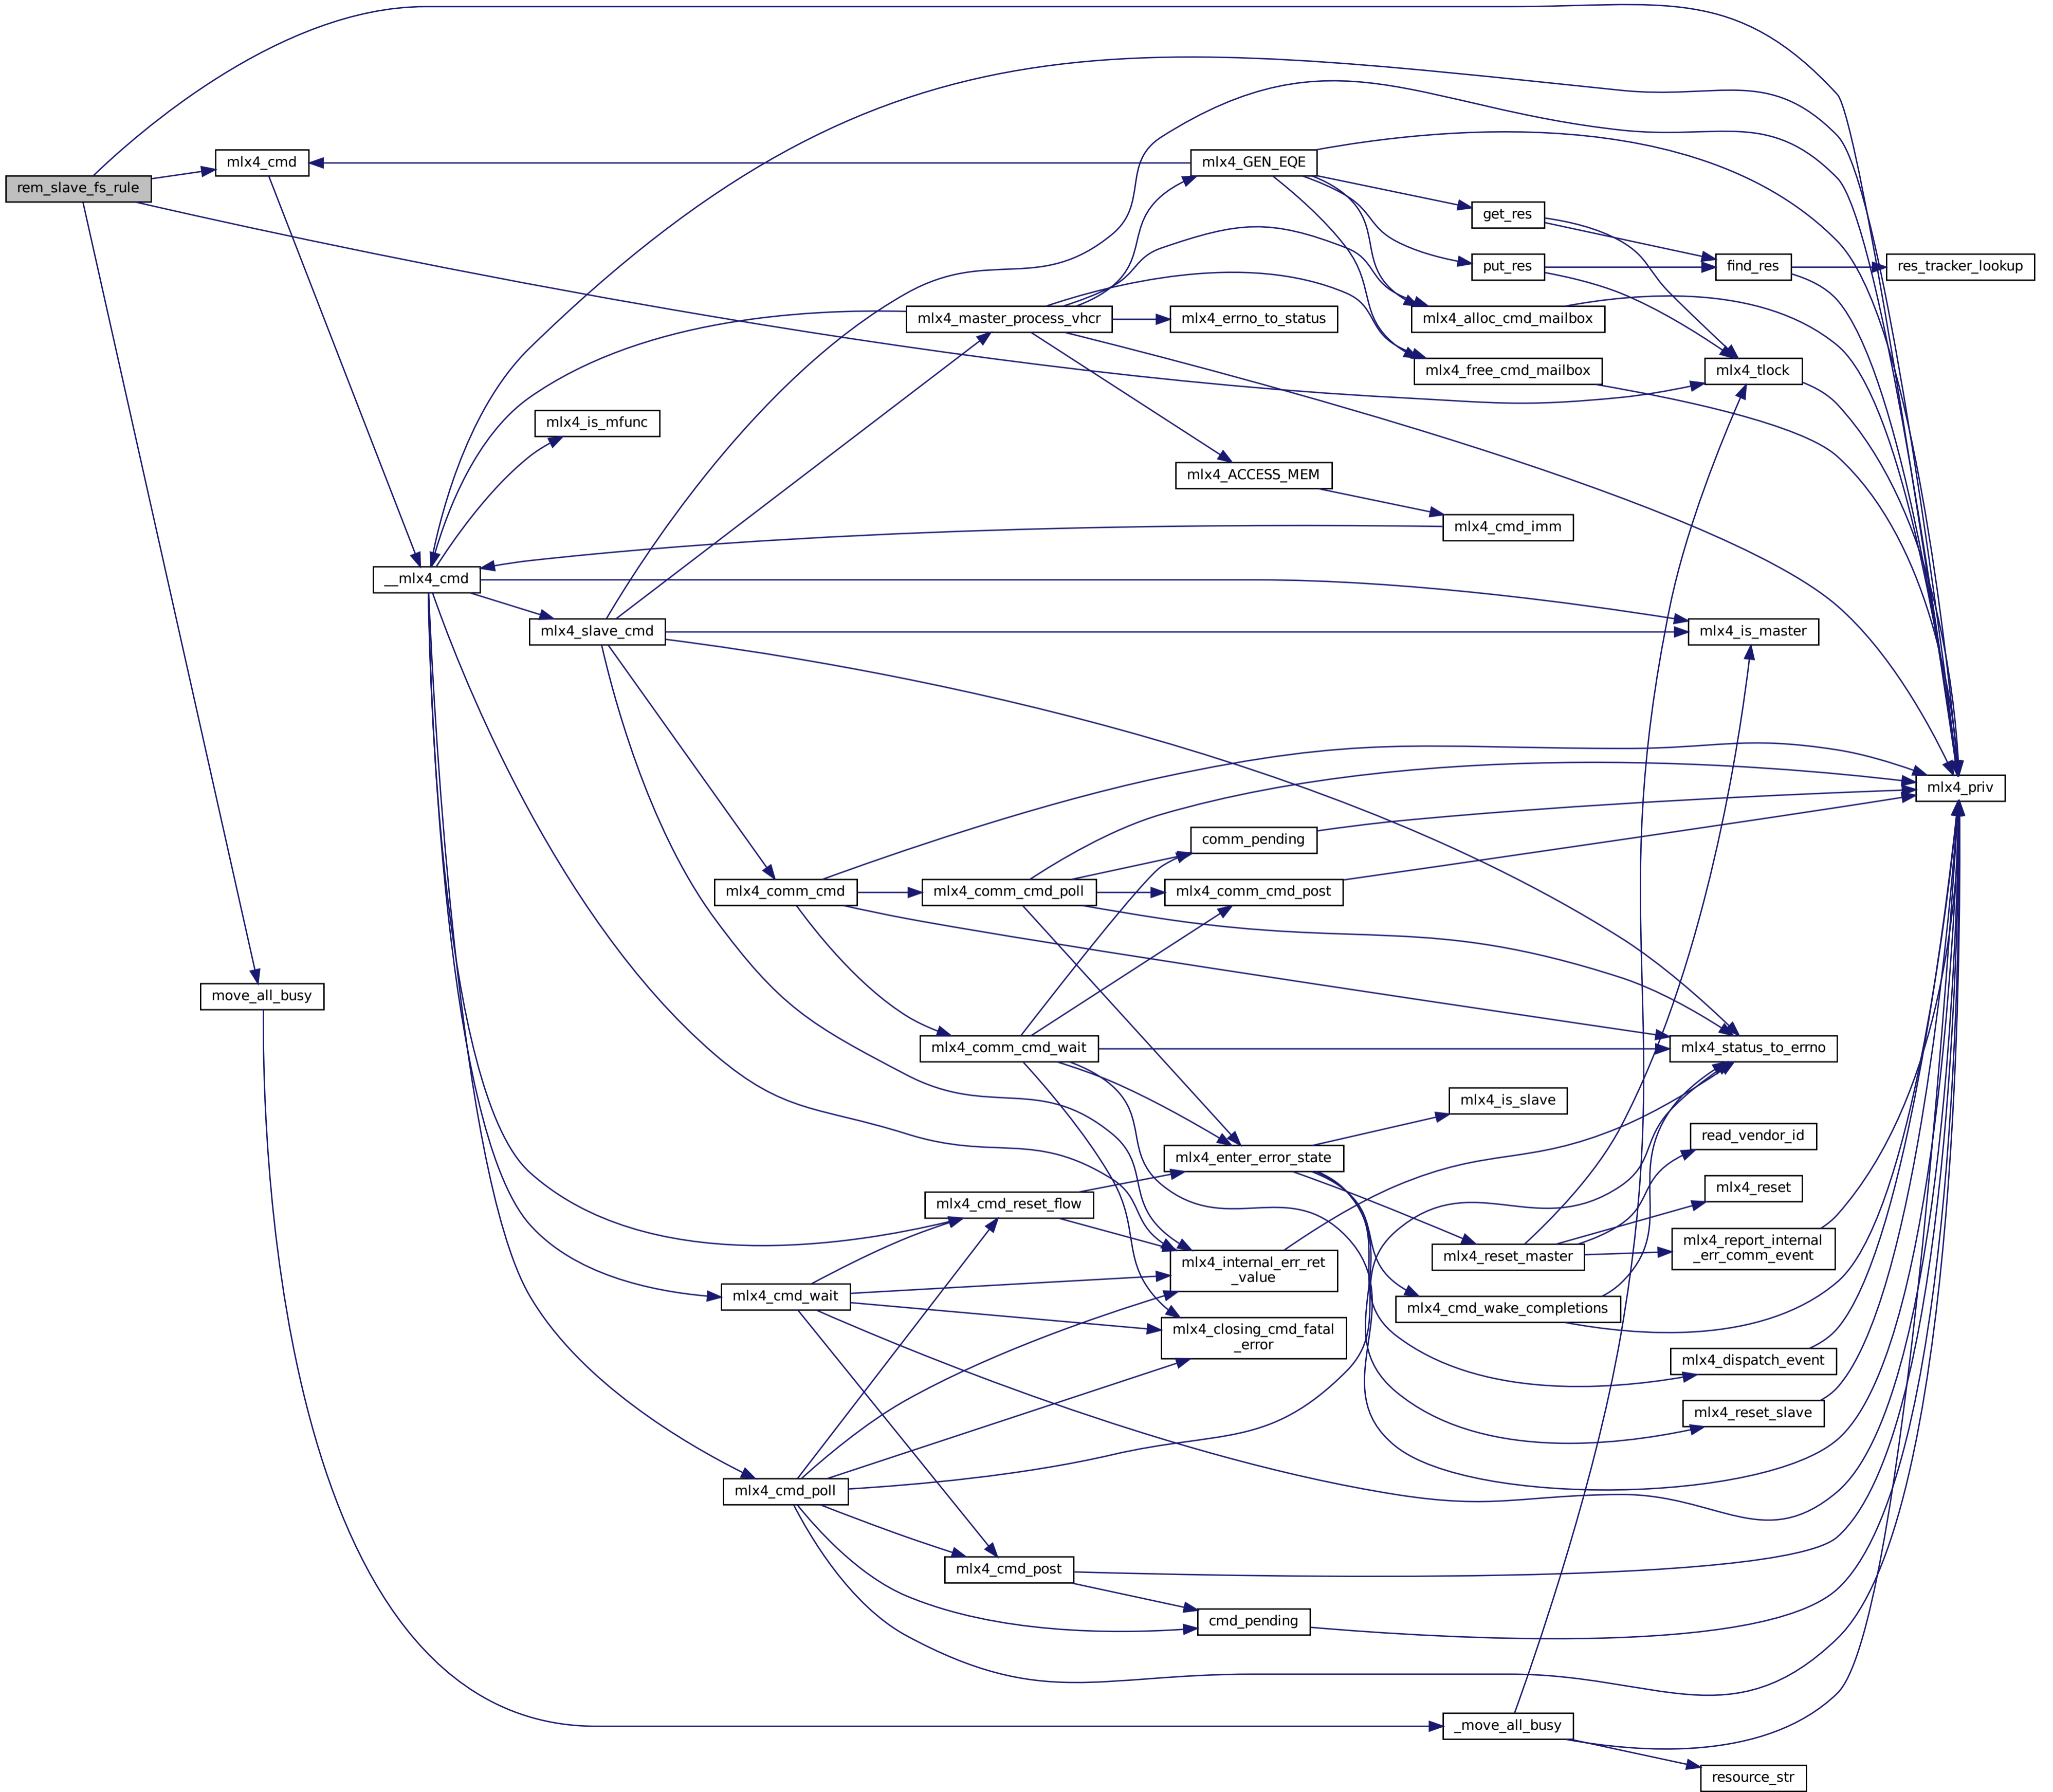 rem_slave_fs_rule
mlx4_cmd
move_all_busy
__mlx4_cmd
mlx4_is_mfunc
mlx4_slave_cmd
mlx4_comm_cmd
mlx4_cmd_wait
mlx4_cmd_poll
mlx4_master_process_vhcr
mlx4_comm_cmd_poll
mlx4_comm_cmd_wait
mlx4_cmd_reset_flow
mlx4_cmd_post
mlx4_GEN_EQE
mlx4_errno_to_status
mlx4_ACCESS_MEM
comm_pending
mlx4_comm_cmd_post
mlx4_enter_error_state
mlx4_internal_err_ret
_value
mlx4_closing_cmd_fatal
_error
cmd_pending
get_res
put_res
mlx4_alloc_cmd_mailbox
mlx4_free_cmd_mailbox
mlx4_cmd_imm
mlx4_is_slave
mlx4_reset_master
mlx4_cmd_wake_completions
_move_all_busy
find_res
mlx4_tlock
mlx4_is_master
mlx4_status_to_errno
read_vendor_id
mlx4_reset
mlx4_report_internal
_err_comm_event
mlx4_dispatch_event
mlx4_reset_slave
resource_str
res_tracker_lookup
mlx4_priv